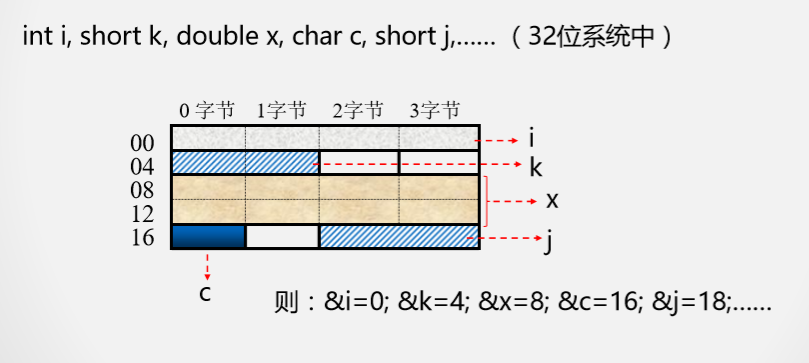 int i, short k, double x, char c, short j,...... （32位系统中）
0 字节 1字节 2字节 3字节
00 i
04 k
08
x
12
16 j
c
则：&i=0; &k=4; &x=8; &c=16; &j=18;......